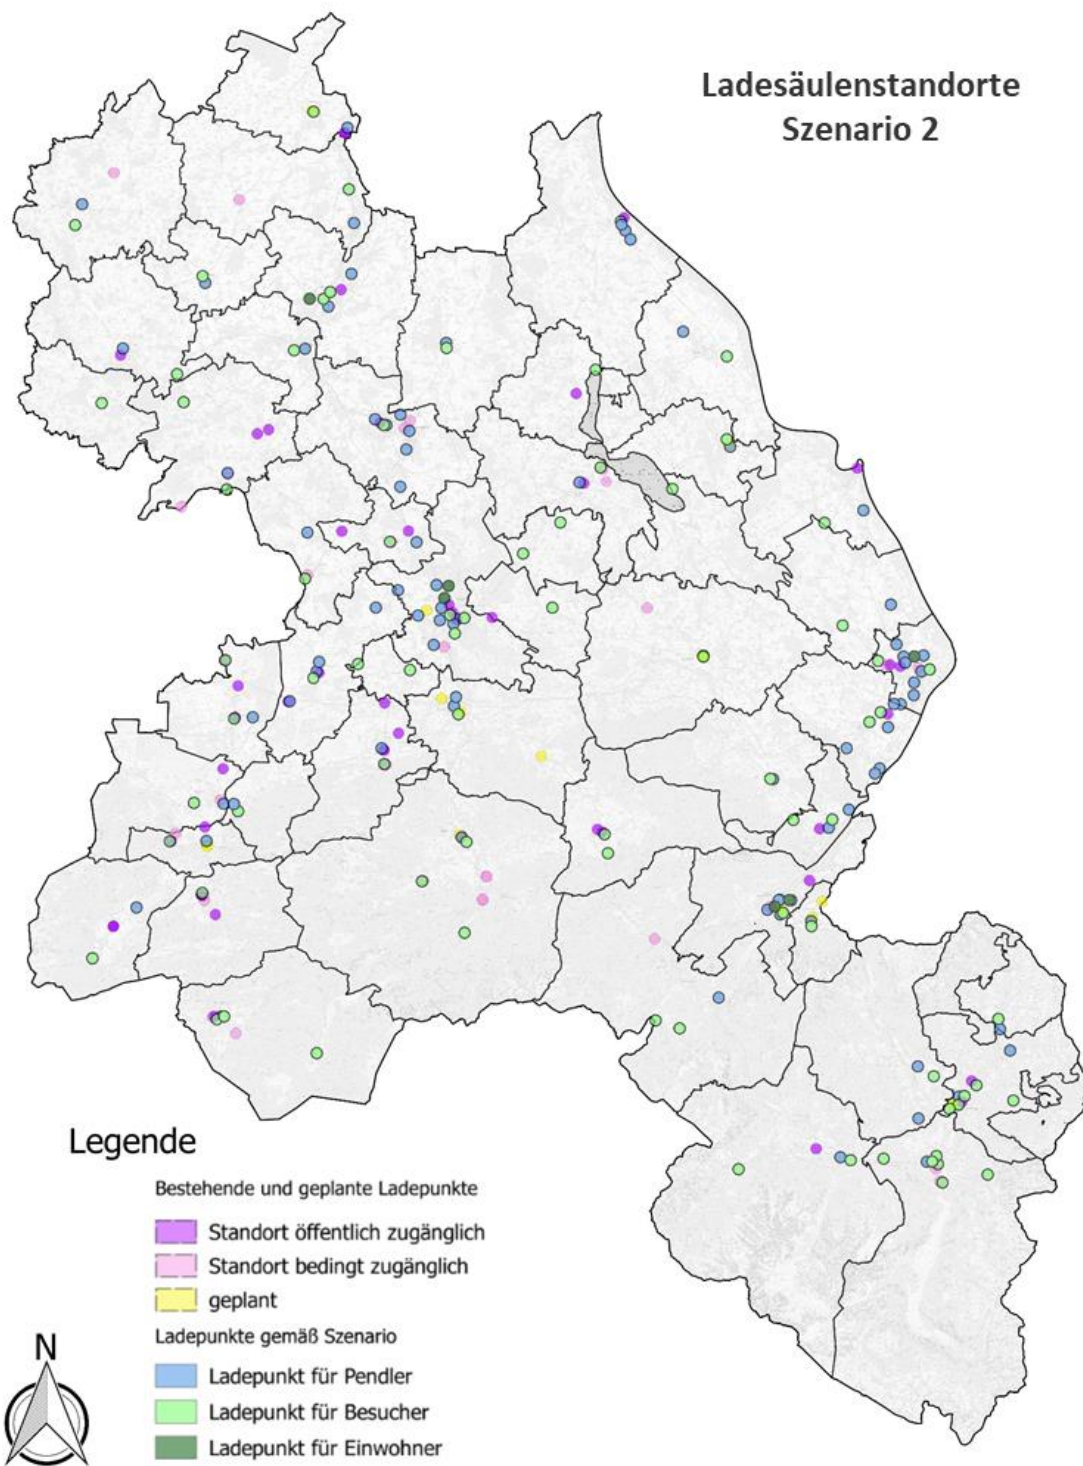 Ladesäulenstandorte
Szenario 2
Legende
Bestehende und geplante Ladepunkte
Standort öffentlich zugänglich
Standort bedingt zugänglich
geplant
Ladepunkte gemäß Szenario
Ladepunkt für Pendler
Ladepunkt für Besucher
Ladepunkt für Einwohner
N